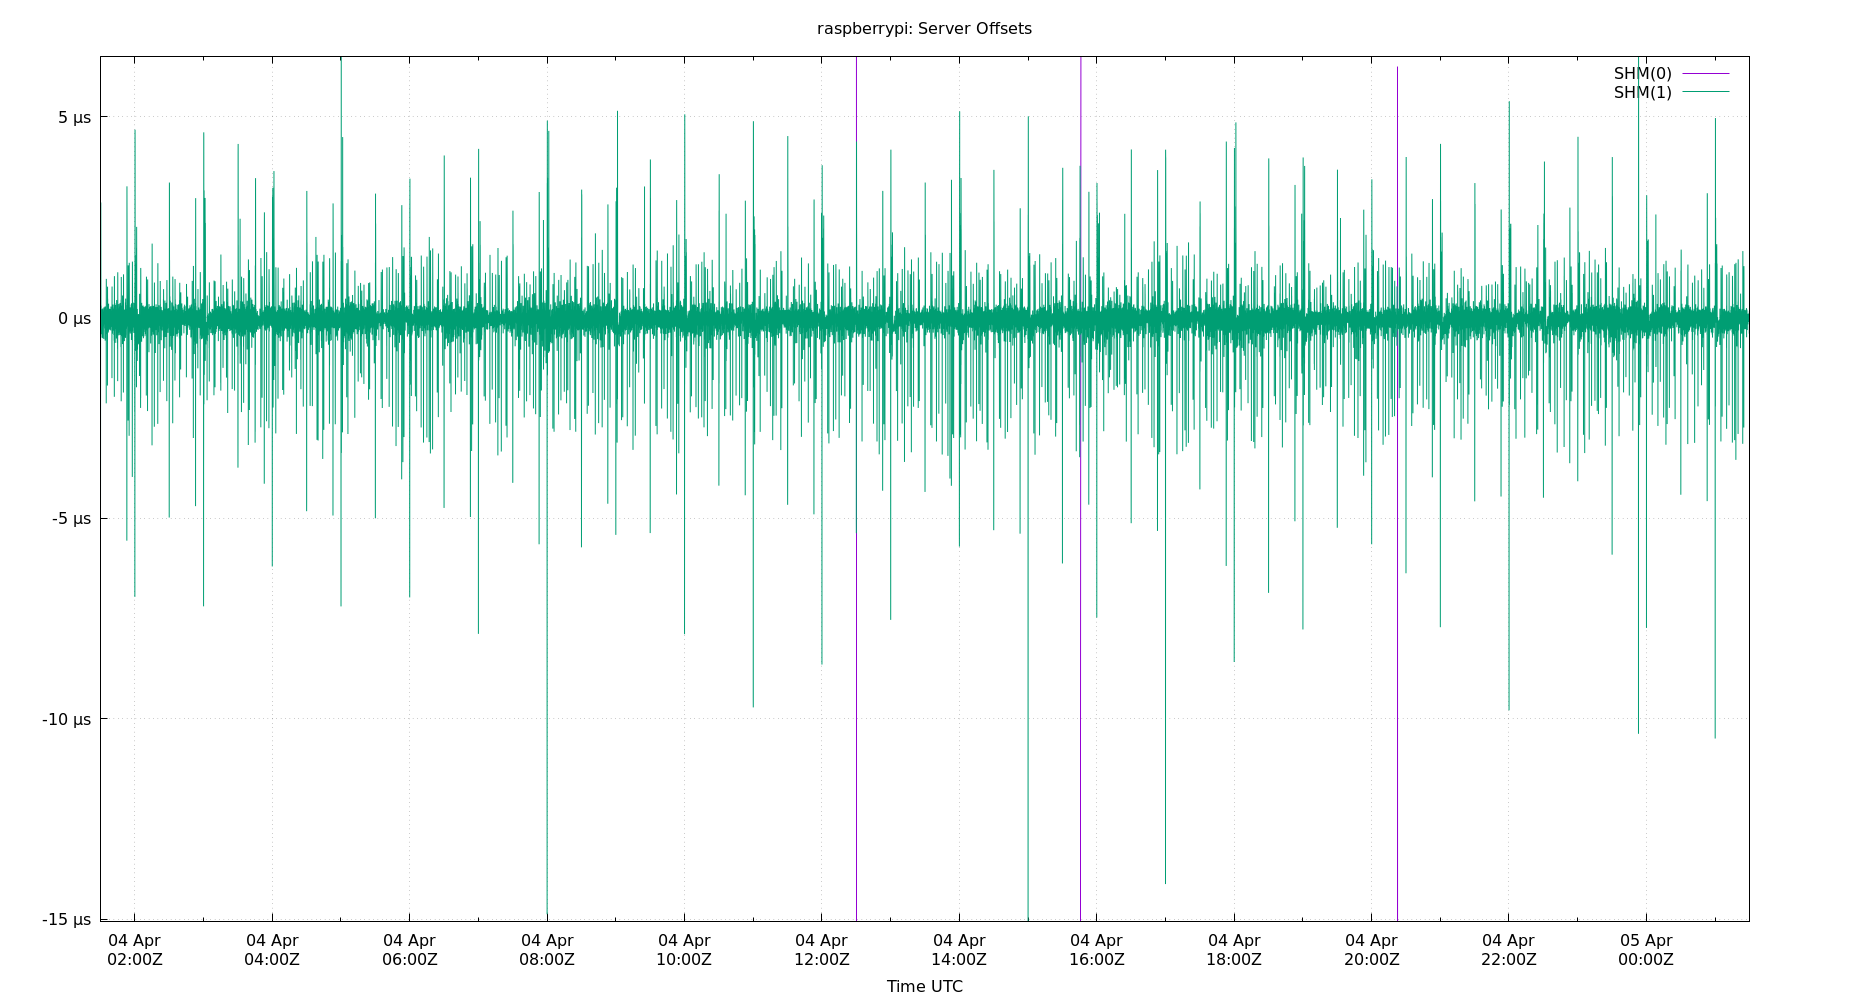 raspberrypi: Server Offsets
SHM(0)
SHM(1)
5 µs
0 µs
-5 µs
-10 µs
-15 µs
04 Apr 04 Apr 04 Apr 04 Apr 04 Apr 04 Apr 04 Apr 04 Apr 04 Apr 04 Apr 04 Apr 05 Apr
02:00Z 04:00Z 06:00Z 08:00Z 10:00Z 12:00Z 14:00Z 16:00Z 18:00Z 20:00Z 22:00Z 00:00Z
Time UTC